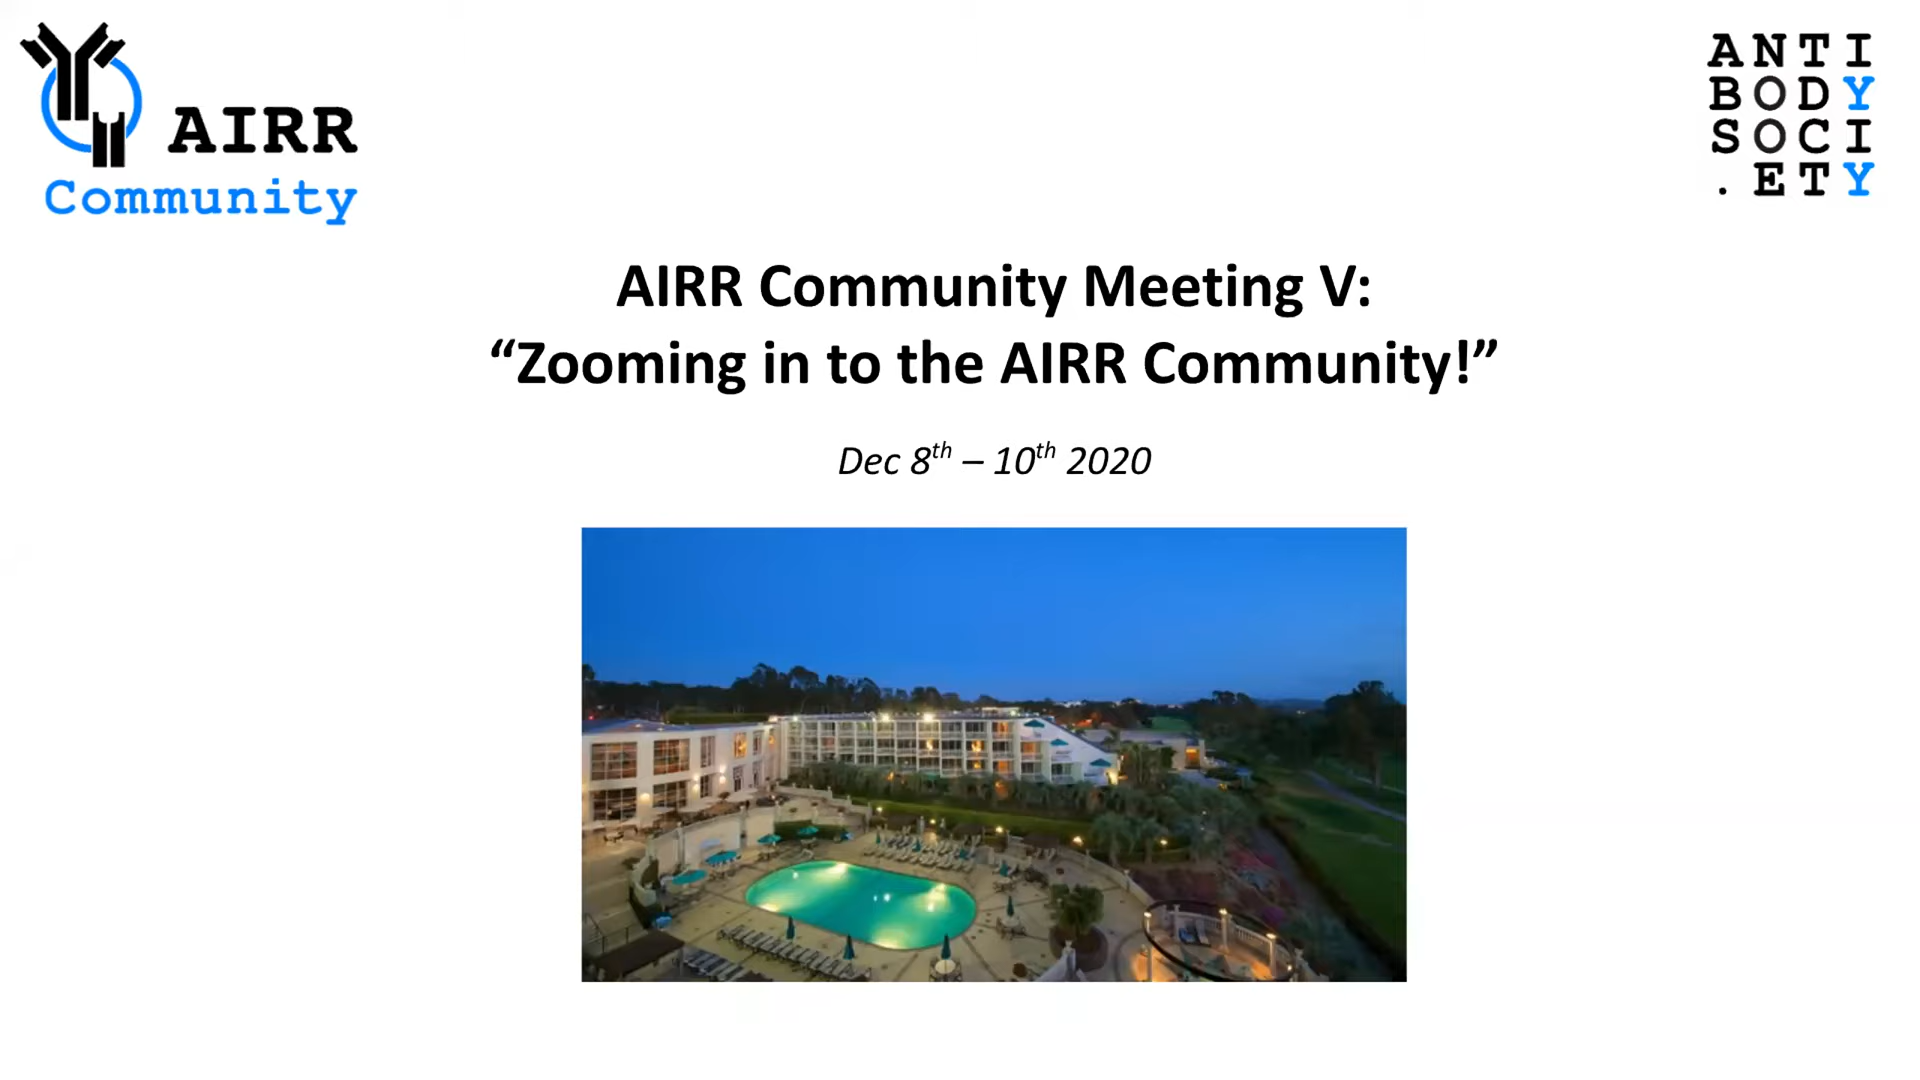 AIRR
Community
ANTI
BODY
SOCI
.ETY
AIRR Community Meeting V:
“Zooming in to the AIRR Community!”
Dec 8th – 10th 2020